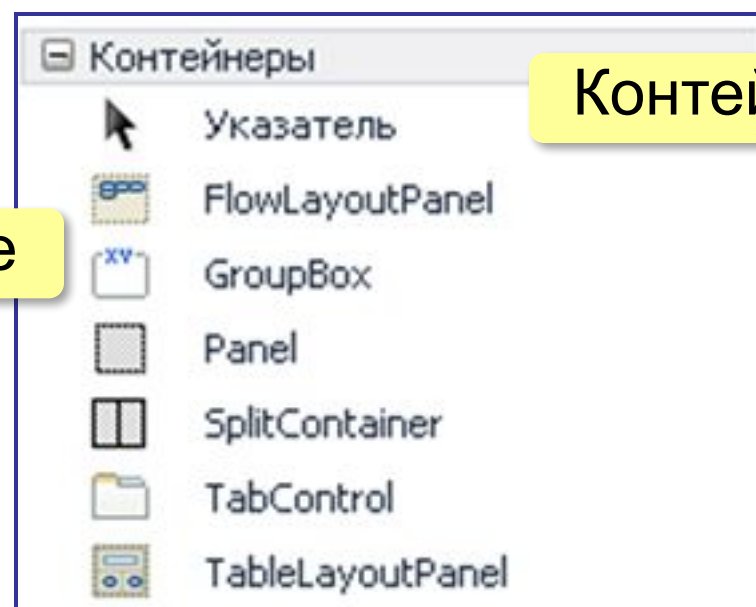 Контейнеры
Указатель
FlowLayoutPanel
GroupBox
Panel
SplitContainer
TabControl
TableLayoutPanel